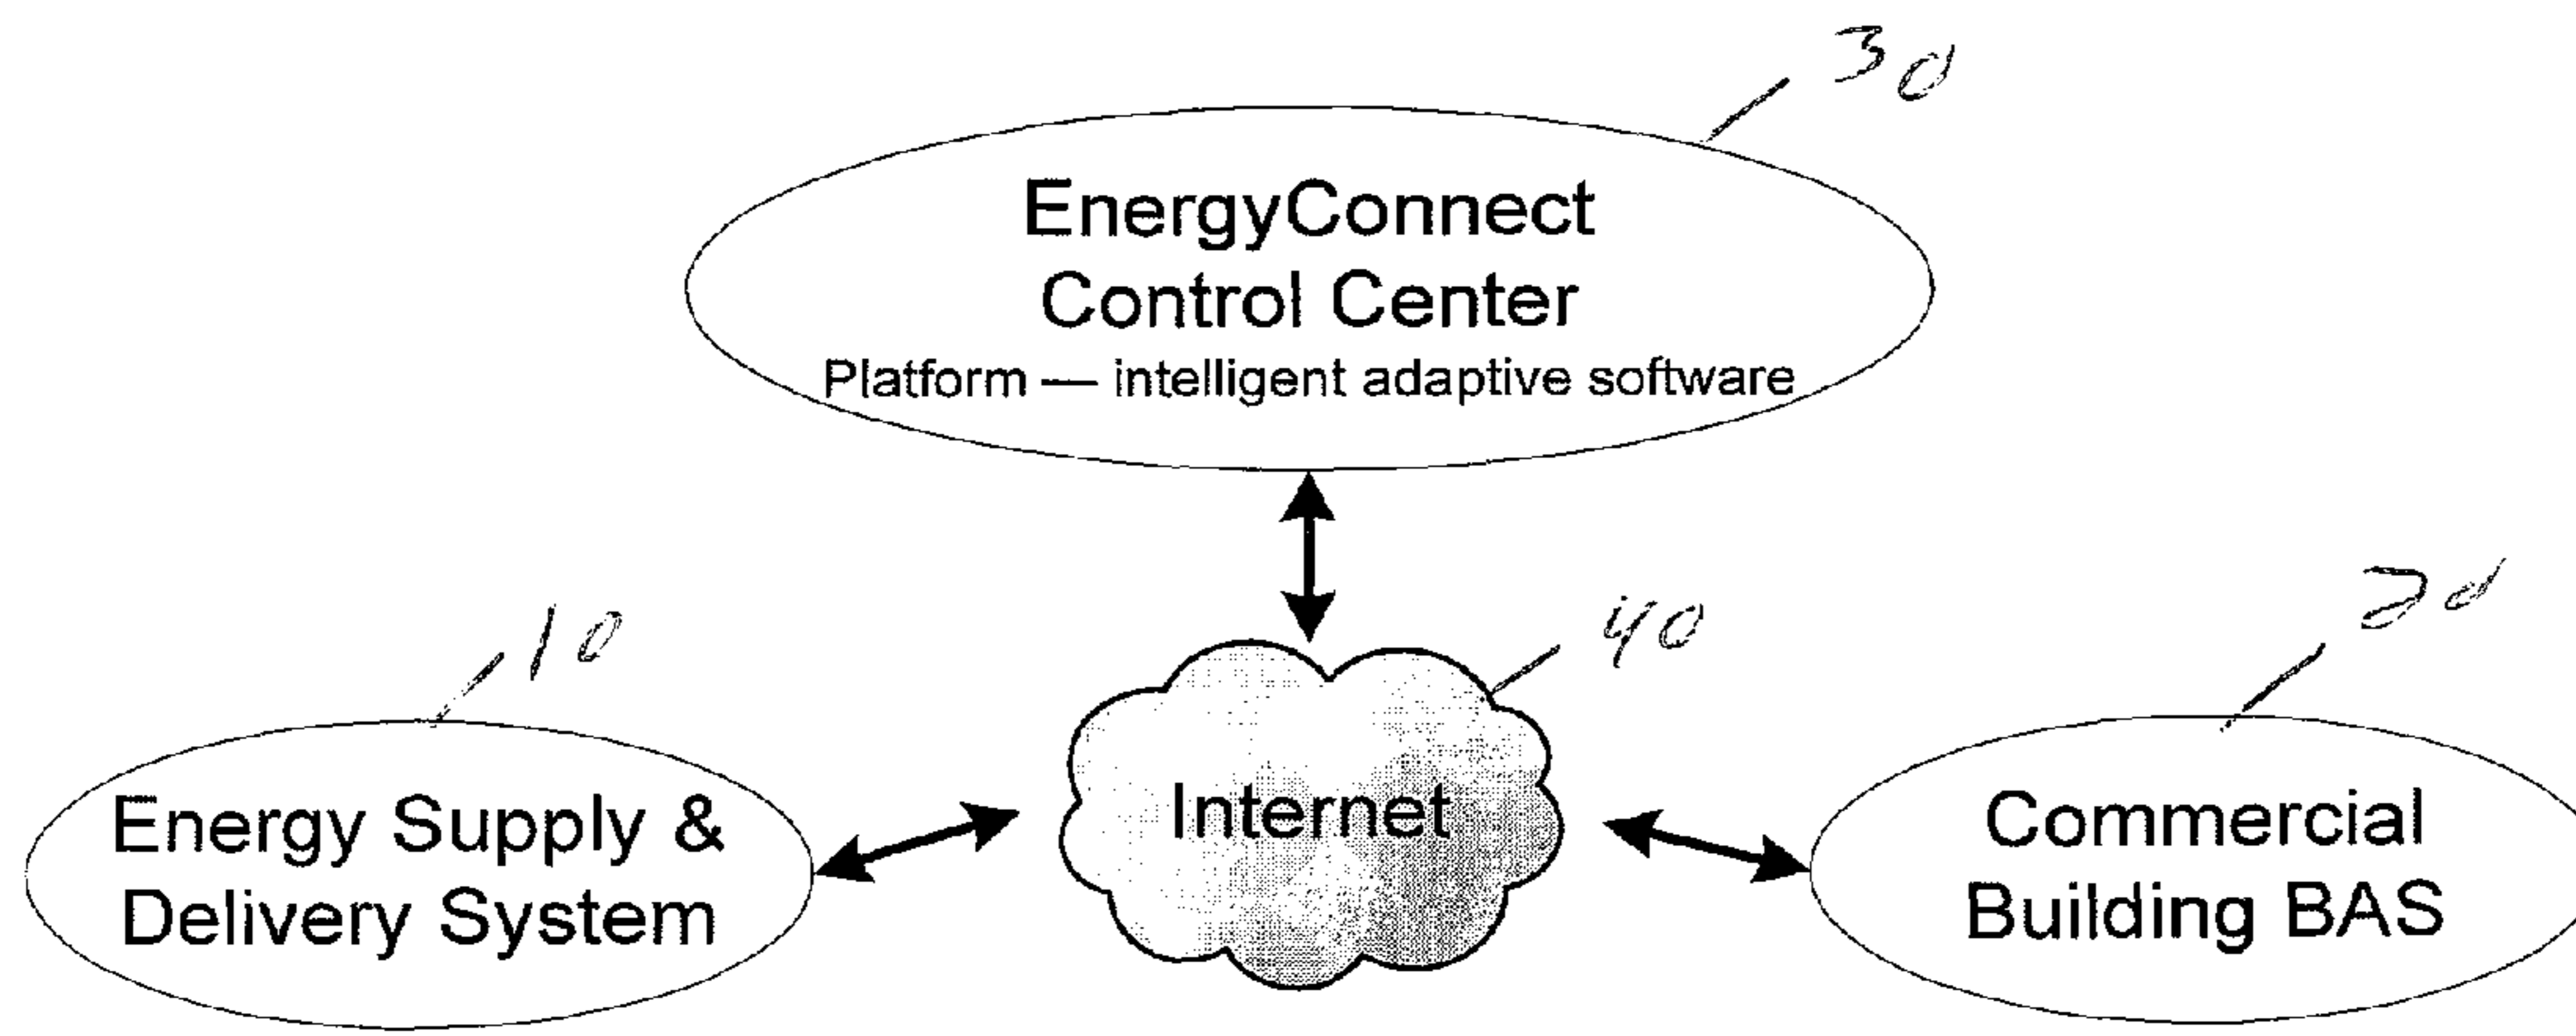 30
EnergyConnect
Control Center
Platform — intelligent adaptive software
10
40
20
Energy Supply &
Delivery System
Internet
Commercial
Building BAS